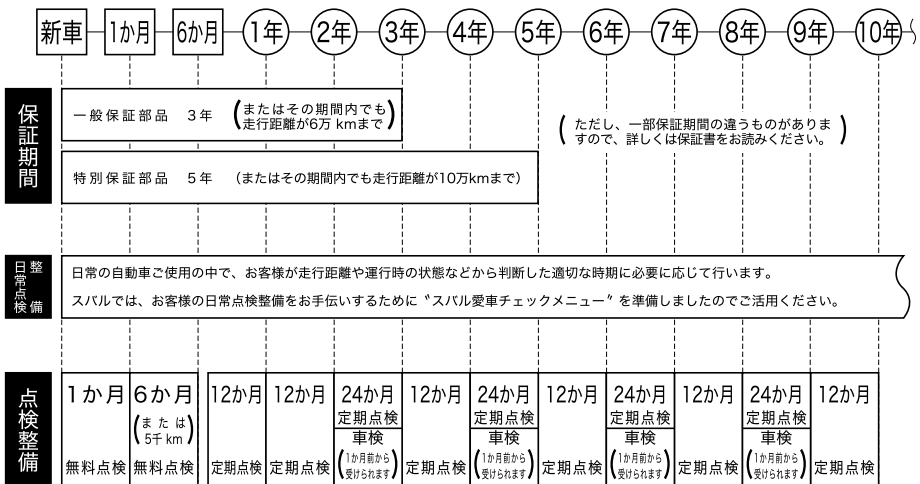 新車 1か月 6か月 1年 2年 3年 4年 5年 6年 7年 8年 9年 10年
保証期間
一般保証部品 3年 (またはその期間内でも
走行距離が6万kmまで)
(ただし、一部保証期間の違うものがありま
すので、詳しくは保証書をお読みください。)
特別保証部品 5年 (またはその期間内でも走行距離が10万kmまで)
日常点検
整備
日常の自動車ご使用の中で、お客様が走行距離や運行時の状態などから判断した適切な時期に必要に応じて行います。
スバルでは、お客様の日常点検整備をお手伝いするために〝スバル愛車チェックメニュー〟を準備しましたのでご活用ください。
点検整備
1か月
無料点検
6か月
(または
5千km)
無料点検
12か月
定期点検
12か月
定期点検
24か月
定期点検
車検
(1か月前から
受けられます)
12か月
定期点検
24か月
定期点検
車検
(1か月前から
受けられます)
12か月
定期点検
24か月
定期点検
車検
(1か月前から
受けられます)
12か月
定期点検
24か月
定期点検
車検
(1か月前から
受けられます)
12か月
定期点検